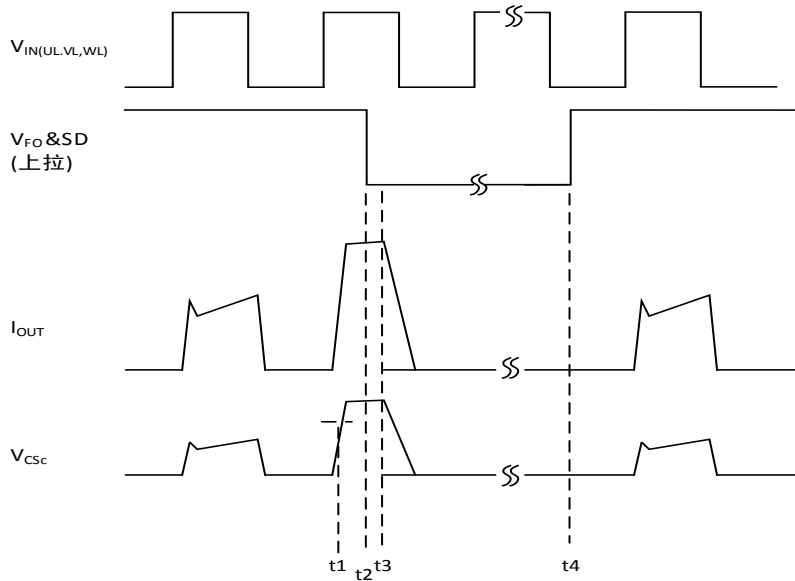 VIN(UL.VL,WL)
VFO &SD
(上拉)
IOUT
VCSc
t1
t2
t3
t4